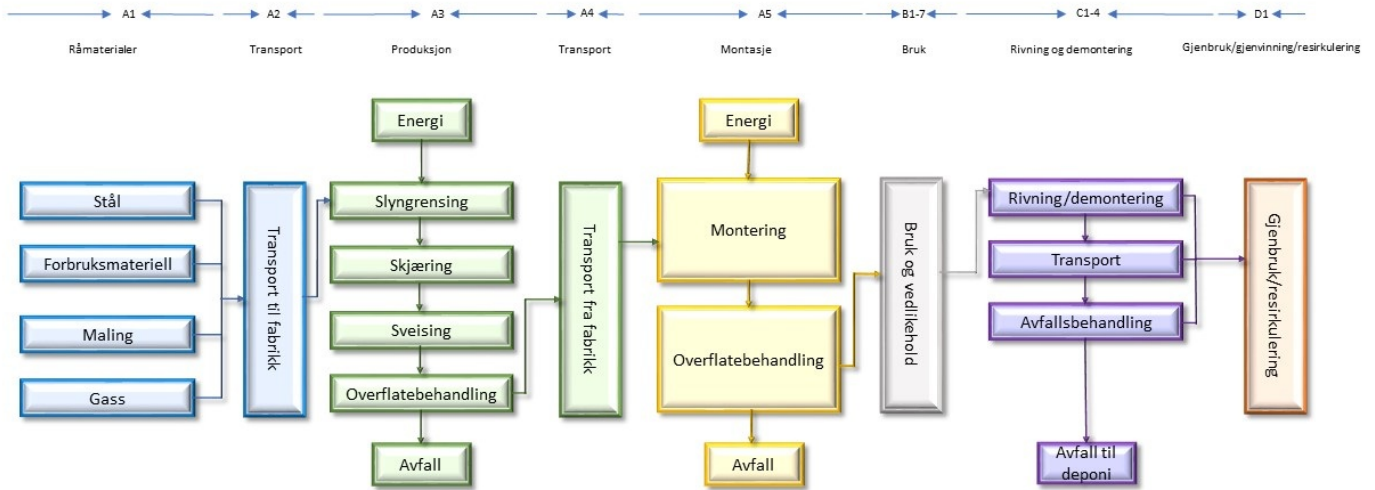 A1
A2
A3
A4
A5
B1-7
C1-4
D1
Råmaterialer
Transport
Produksjon
Transport
Montasje
Bruk
Rivning og demontering
Gjenbruk/gjenvinning/resirkulering
Stål
Forbruksmateriell
Maling
Gass
Transport til fabrikk
Energi
Slyngrensing
Skjæring
Sveising
Overflatebehandling
Avfall
Transport fra fabrikk
Energi
Montering
Overflatebehandling
Avfall
Bruk og vedlikehold
Rivning/demontering
Transport
Avfallsbehandling
Avfall til
deponi
Gjenbruk/resirkulering